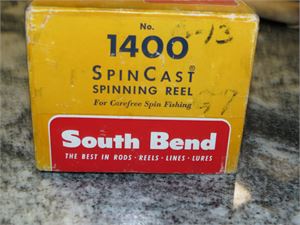 No.
1400
SPINCAST®
SPINNING REEL
For Carefree Spin Fishing
South Bend
THE BEST IN RODS · REELS · LINES · LURES